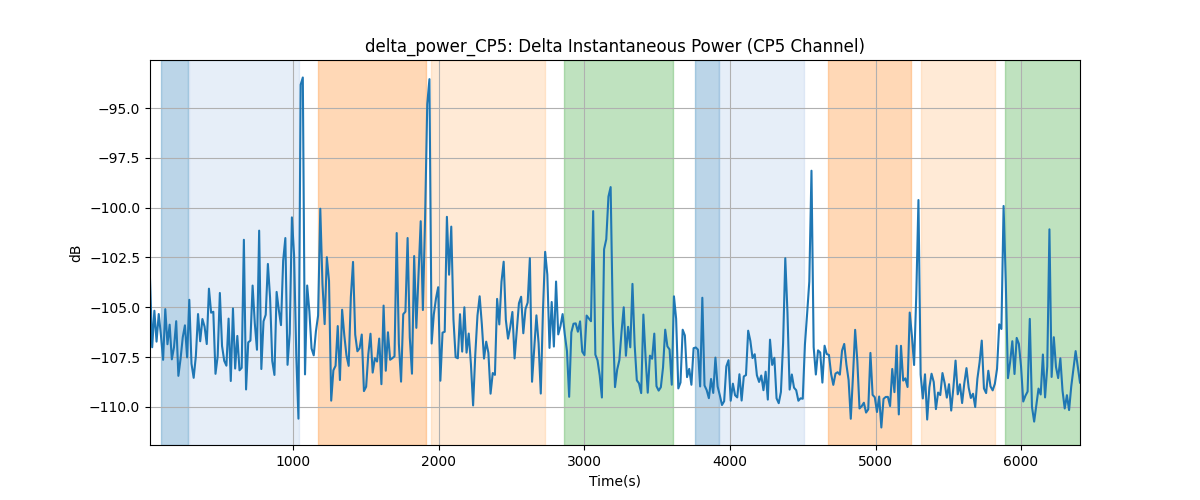 delta_power_CP5: Delta Instantaneous Power (CP5 Channel)
dB
−95.0
−97.5
−100.0
−102.5
−105.0
−107.5
−110.0
1000 2000 3000 4000 5000 6000
Time(s)